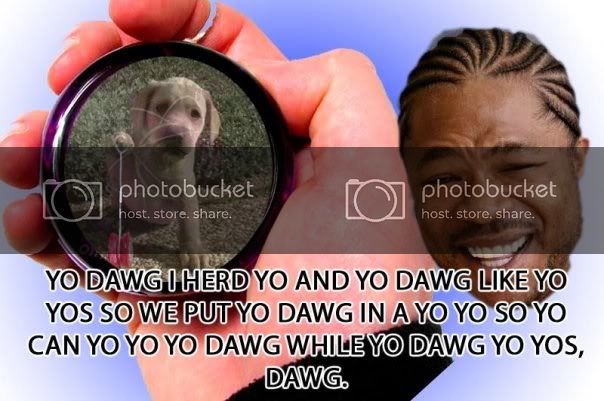 photobucket photobucket
host. store. share. host. store. share.
YO DAWG I HERD YO AND YO DAWG LIKE YO
YOS SO WE PUT YO DAWG IN A YO YO SO YO
CAN YO YO YO DAWG WHILE YO DAWG YO YOS,
DAWG.